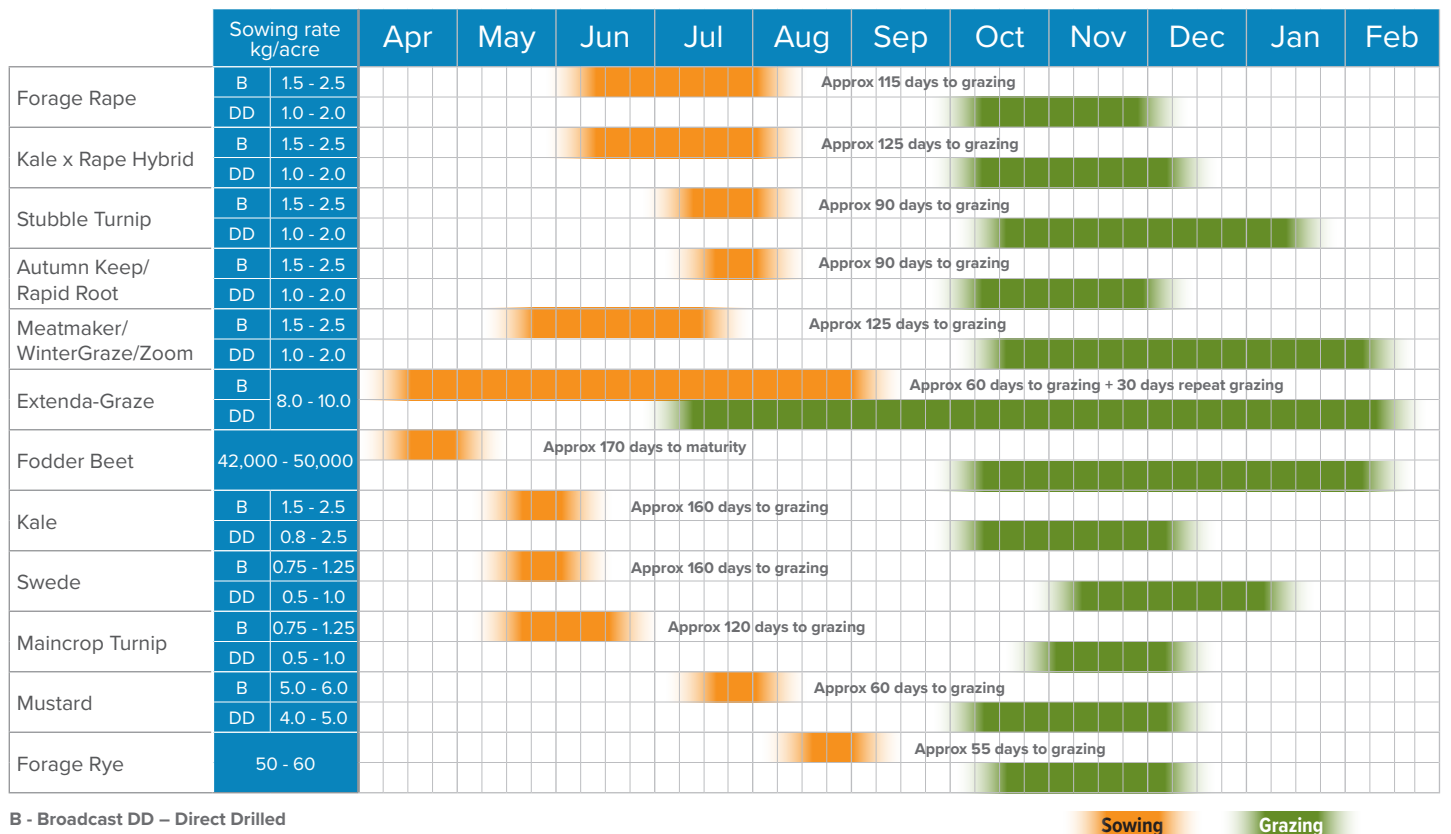 Sowing rate
kg/acre
Apr May Jun Jul Aug Sep Oct Nov Dec Jan Feb
Forage Rape
B 1.5 - 2.5 Approx 115 days to grazing
DD 1.0 - 2.0
Kale x Rape Hybrid
B 1.5 - 2.5 Approx 125 days to grazing
DD 1.0 - 2.0
Stubble Turnip
B 1.5 - 2.5 Approx 90 days to grazing
DD 1.0 - 2.0
Autumn Keep/
Rapid Root
B 1.5 - 2.5 Approx 90 days to grazing
DD 1.0 - 2.0
Meatmaker/
WinterGraze/Zoom
B 1.5 - 2.5 Approx 125 days to grazing
DD 1.0 - 2.0
Extenda-Graze
B Approx 60 days to grazing + 30 days repeat grazing
8.0 - 10.0
DD
Fodder Beet
42,000 - 50,000
Approx 170 days to maturity
Kale
B 1.5 - 2.5 Approx 160 days to grazing
DD 0.8 - 2.5
Swede
B 0.75 - 1.25 Approx 160 days to grazing
DD 0.5 - 1.0
Maincrop Turnip
B 0.75 - 1.25 Approx 120 days to grazing
DD 0.5 - 1.0
Mustard
B 5.0 - 6.0 Approx 60 days to grazing
DD 4.0 - 5.0
Forage Rye
50 - 60
Approx 55 days to grazing
B - Broadcast DD – Direct Drilled
Sowing Grazing